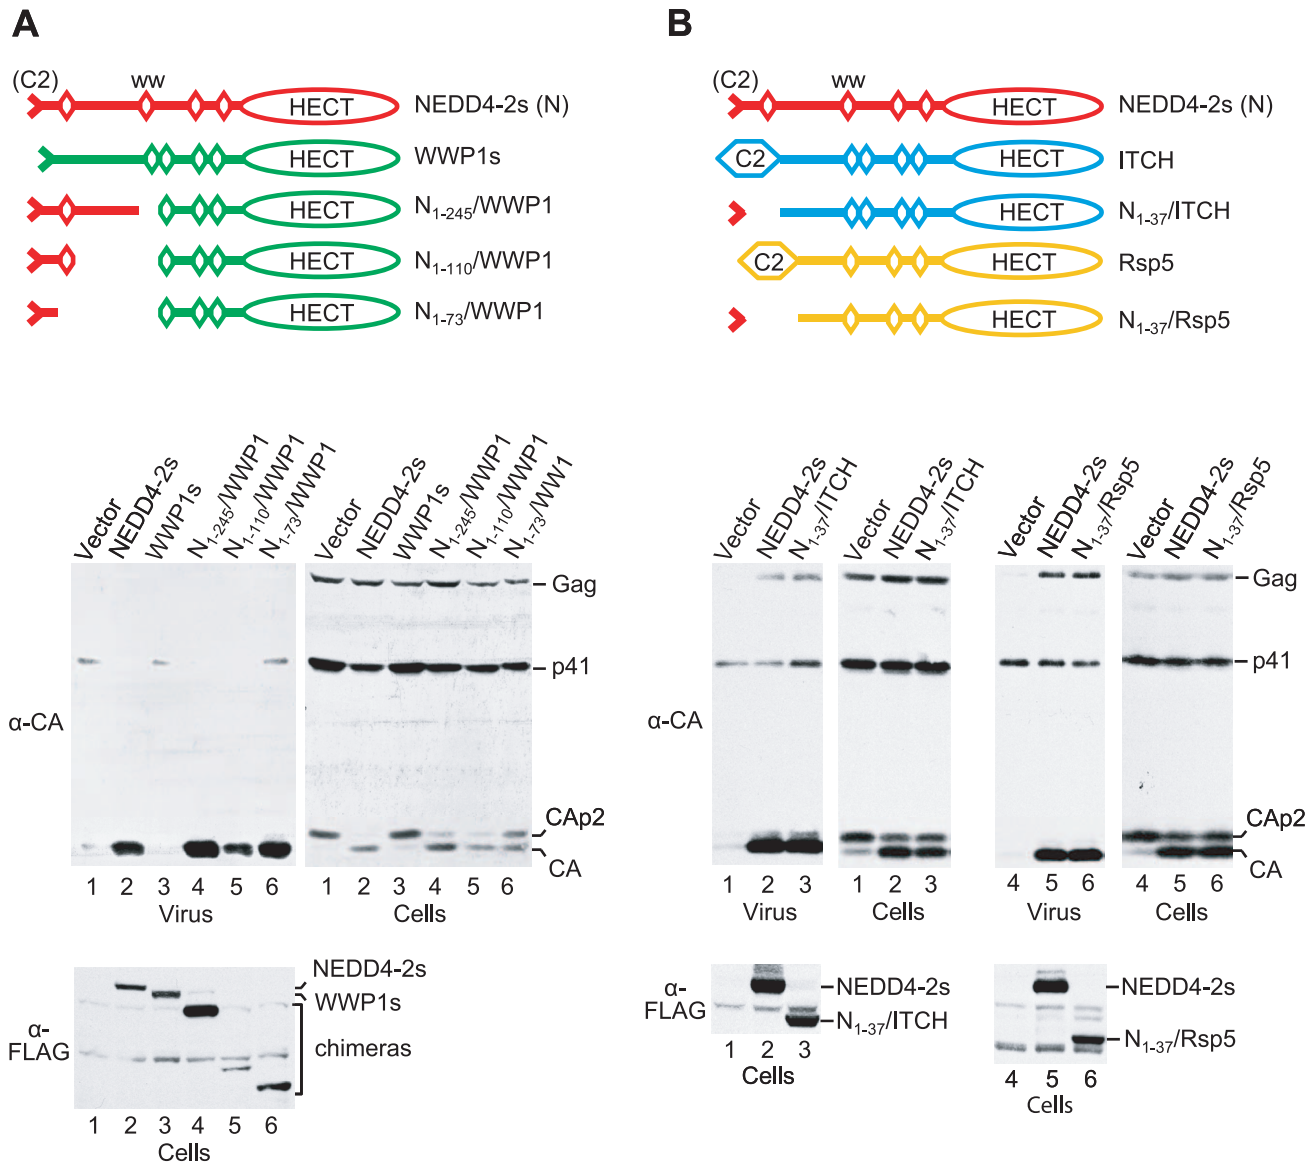 A
(C2)
WW
HECT
NEDD4-2s (N)
HECT
WWP1s
HECT
N1-245/WWP1
HECT
N1-110/WWP1
HECT
N1-73/WWP1
Vector
NEDD4-2s
WWP1s
N1-245/WWP1
N1-110/WWP1
N1-73/WWP1
Vector
NEDD4-2s
WWP1s
N1-245/WWP1
N1-110/WWP1
N1-73/WW1
Gag
p41
α-CA
CAp2
CA
1 2 3 4 5 6
Virus
1 2 3 4 5 6
Cells
NEDD4-2s
WWP1s
α-
FLAG
chimeras
1 2 3 4 5 6
Cells
B
(C2)
WW
HECT
NEDD4-2s (N)
C2
HECT
ITCH
HECT
N1-37/ITCH
C2
HECT
Rsp5
HECT
N1-37/Rsp5
Vector
NEDD4-2s
N1-37/ITCH
Vector
NEDD4-2s
N1-37/ITCH
Vector
NEDD4-2s
N1-37/Rsp5
Vector
NEDD4-2s
N1-37/Rsp5
Gag
p41
α-CA
CAp2
CA
1 2 3
Virus
1 2 3
Cells
4 5 6
Virus
4 5 6
Cells
α-
FLAG
NEDD4-2s
N1-37/ITCH
1 2 3
Cells
NEDD4-2s
N1-37/Rsp5
4 5 6
Cells